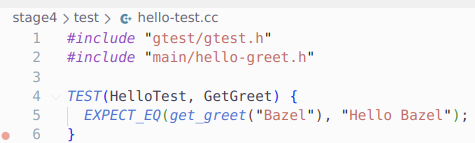 stage4 > test > hello-test.cc
1 #include "gtest/gtest.h"
2 #include "main/hello-greet.h"
3
4 TEST(HelloTest, GetGreet) {
5   EXPECT_EQ(get_greet("Bazel"), "Hello Bazel");
6 }